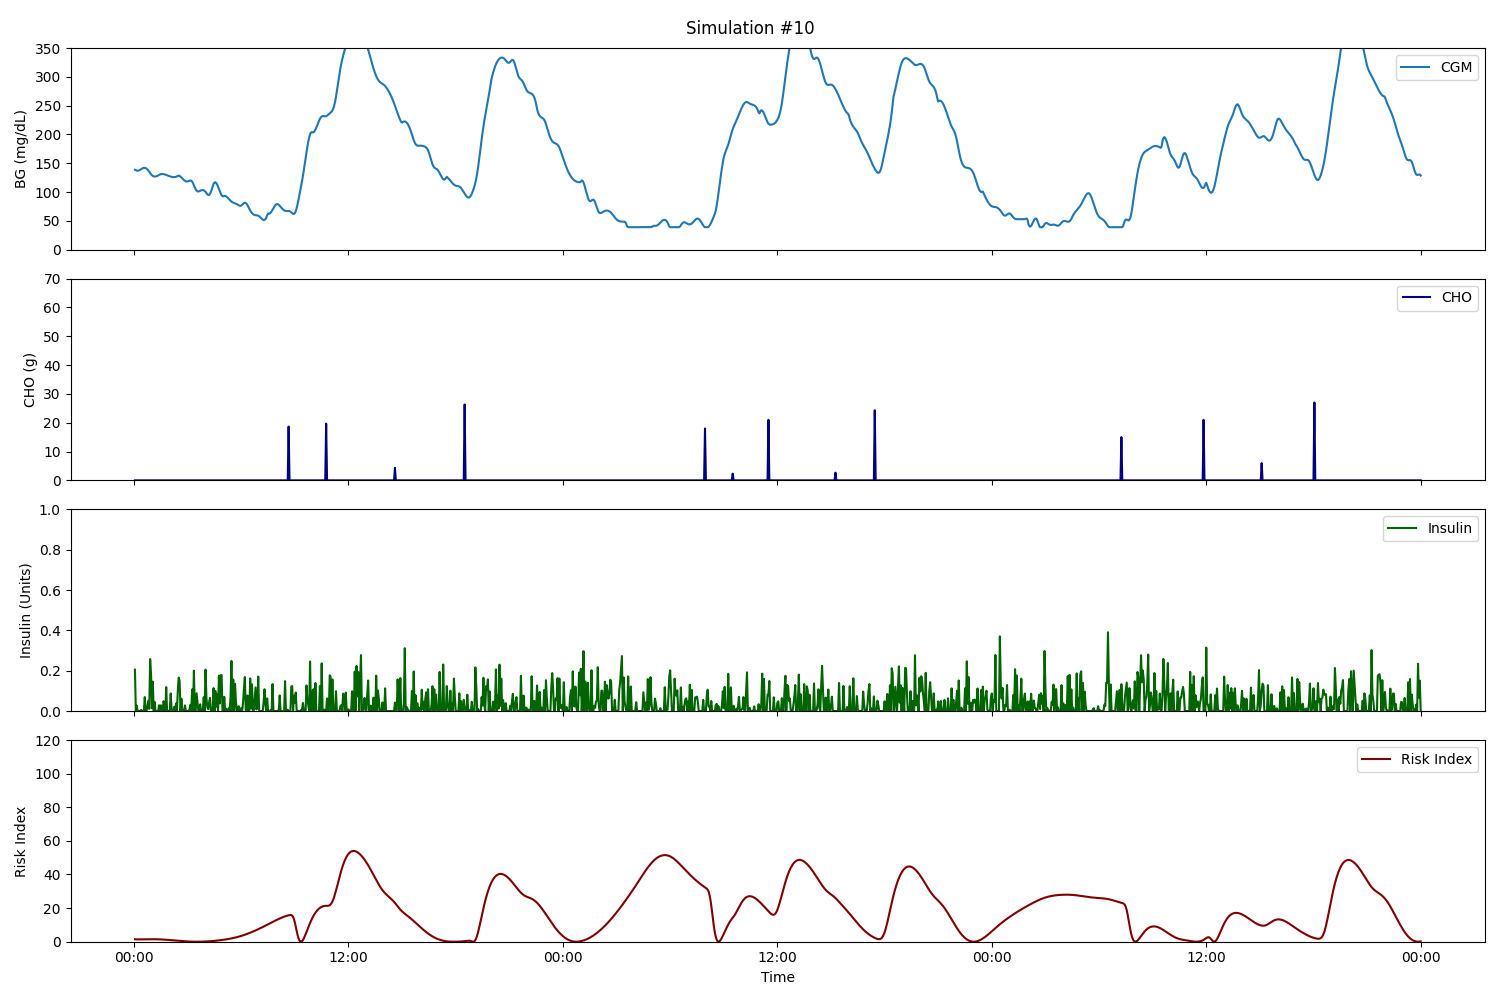 Simulation #10
350
300
250
200
150
100
50
0
BG (mg/dL)
CGM
70
60
50
40
30
20
10
0
CHO (g)
CHO
1.0
0.8
0.6
0.4
0.2
0.0
Insulin (Units)
Insulin
120
100
80
60
40
20
0
Risk Index
Risk Index
00:00 12:00 00:00 12:00 00:00 12:00 00:00
Time